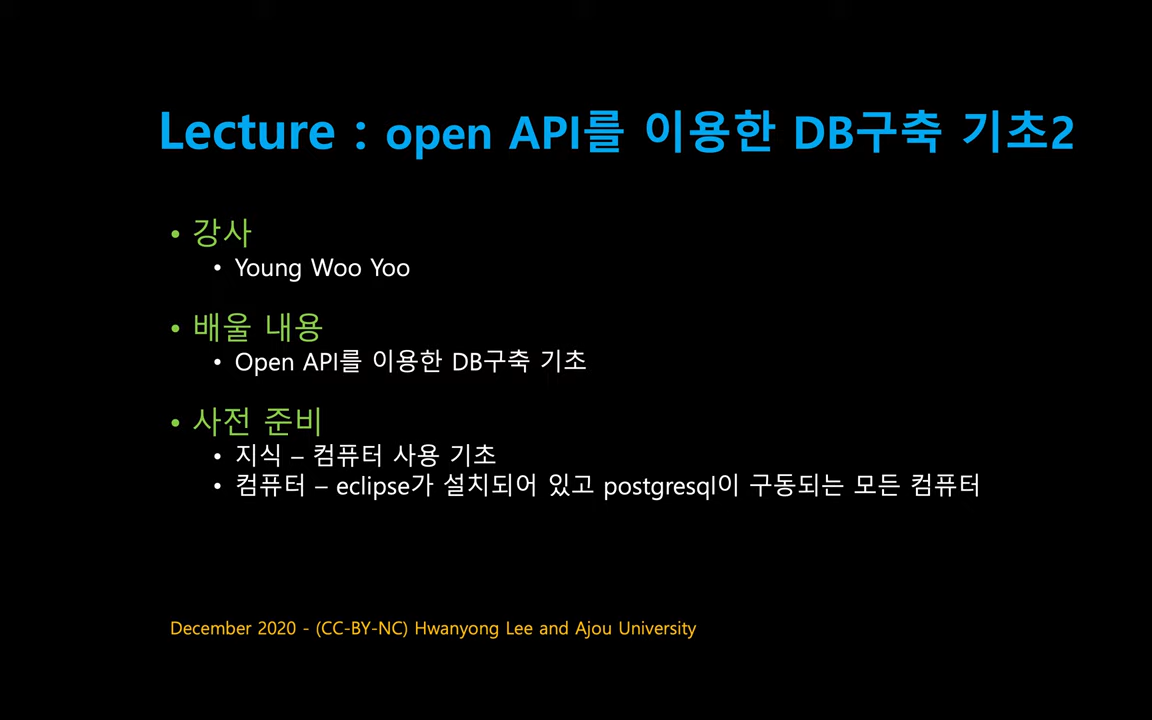 Lecture : open API를 이용한 DB구축 기초2
• 강사
• Young Woo Yoo
• 배울 내용
• Open API를 이용한 DB구축 기초
• 사전 준비
• 지식 – 컴퓨터 사용 기초
• 컴퓨터 – eclipse가 설치되어 있고 postgresql이 구동되는 모든 컴퓨터
December 2020 - (CC-BY-NC) Hwanyong Lee and Ajou University